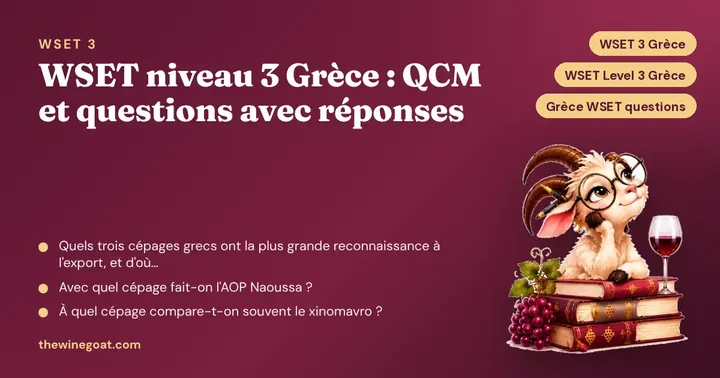 WSET 3
WSET niveau 3 Grèce : QCM
et questions avec réponses
WSET 3 Grèce
WSET Level 3 Grèce
Grèce WSET questions
Quels trois cépages grecs ont la plus grande reconnaissance à
l'export, et d'où...
Avec quel cépage fait-on l'AOP Naoussa ?
À quel cépage compare-t-on souvent le xinomavro ?
thewinegoat.com